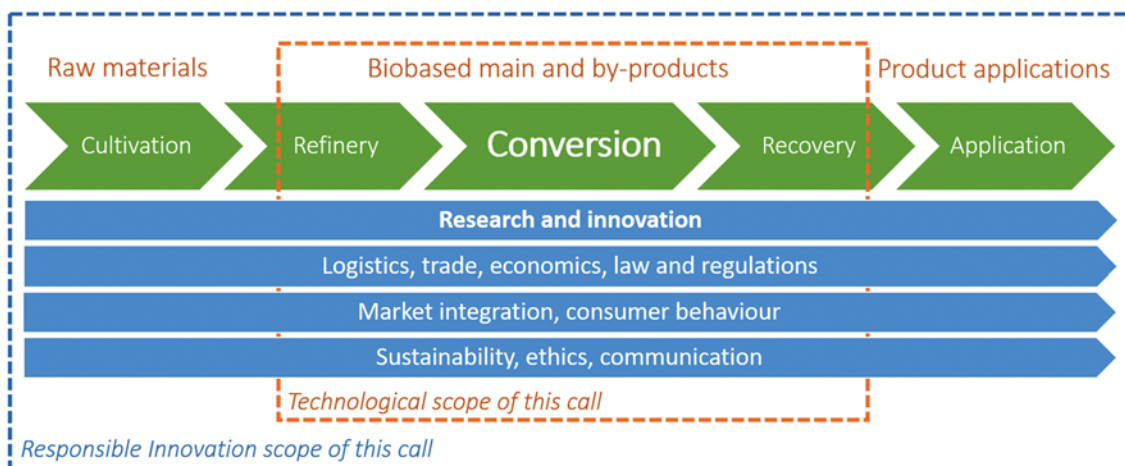 Raw materials
Biobased main and by-products
Product applications
Cultivation
Refinery
Conversion
Recovery
Application
Research and innovation
Logistics, trade, economics, law and regulations
Market integration, consumer behaviour
Sustainability, ethics, communication
Technological scope of this call
Responsible Innovation scope of this call